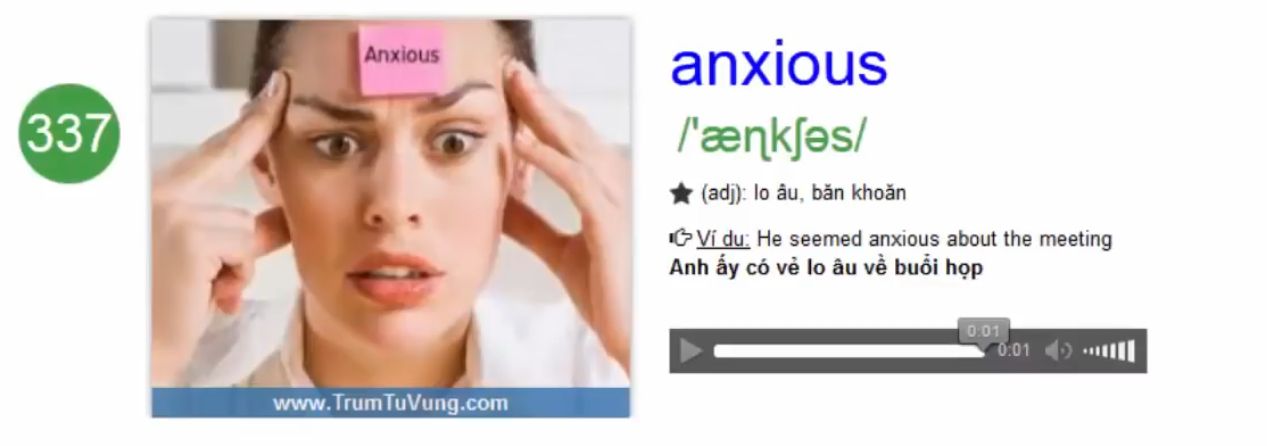 337
Anxious
www.TrumTuVung.com
anxious
/'æɳkʃəs/
★ (adj): lo âu, băn khoăn
Ví du: He seemed anxious about the meeting
Anh ấy có vẻ lo âu về buổi họp
0:01
0:01